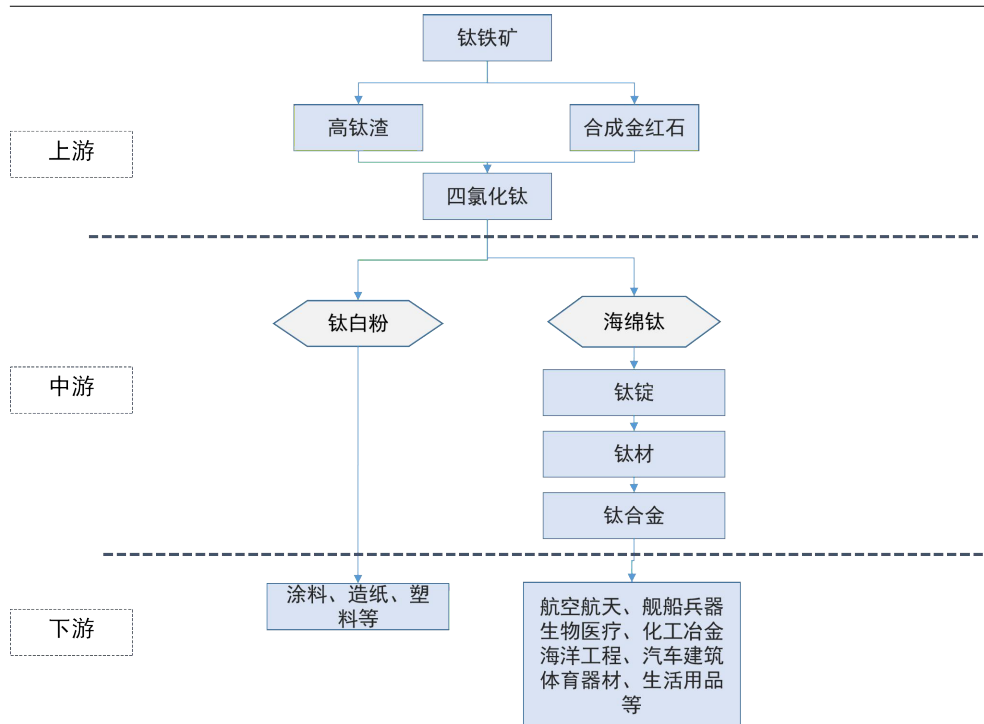 钛铁矿
高钛渣
合成金红石
上游
四氯化钛
钛白粉
海绵钛
中游
钛锭
钛材
钛合金
下游
涂料、造纸、塑
料等
航空航天、舰船兵器
生物医疗、化工冶金
海洋工程、汽车建筑
体育器材、生活用品
等